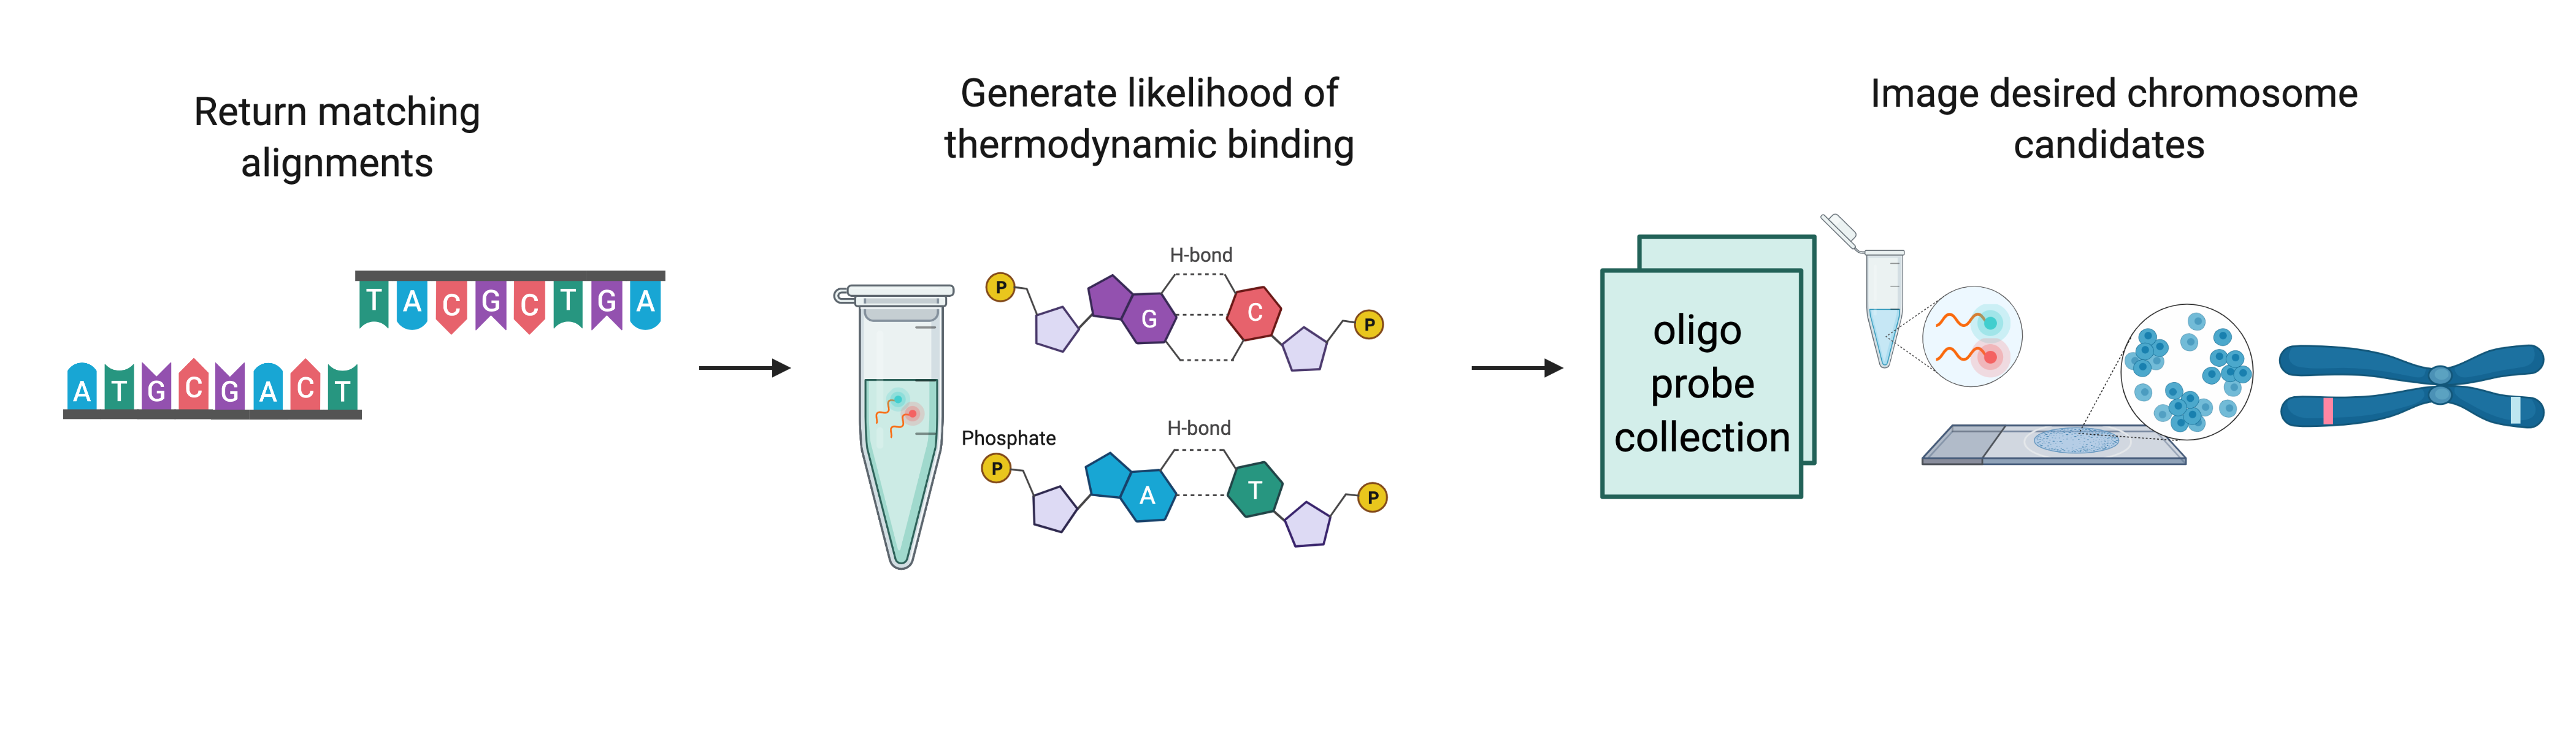 Return matching
alignments
T A C G C T G A
A T G C G A C T
Generate likelihood of
thermodynamic binding
H-bond
P
G
C
P
H-bond
Phosphate
P
A
T
P
oligo
probe
collection
Image desired chromosome
candidates